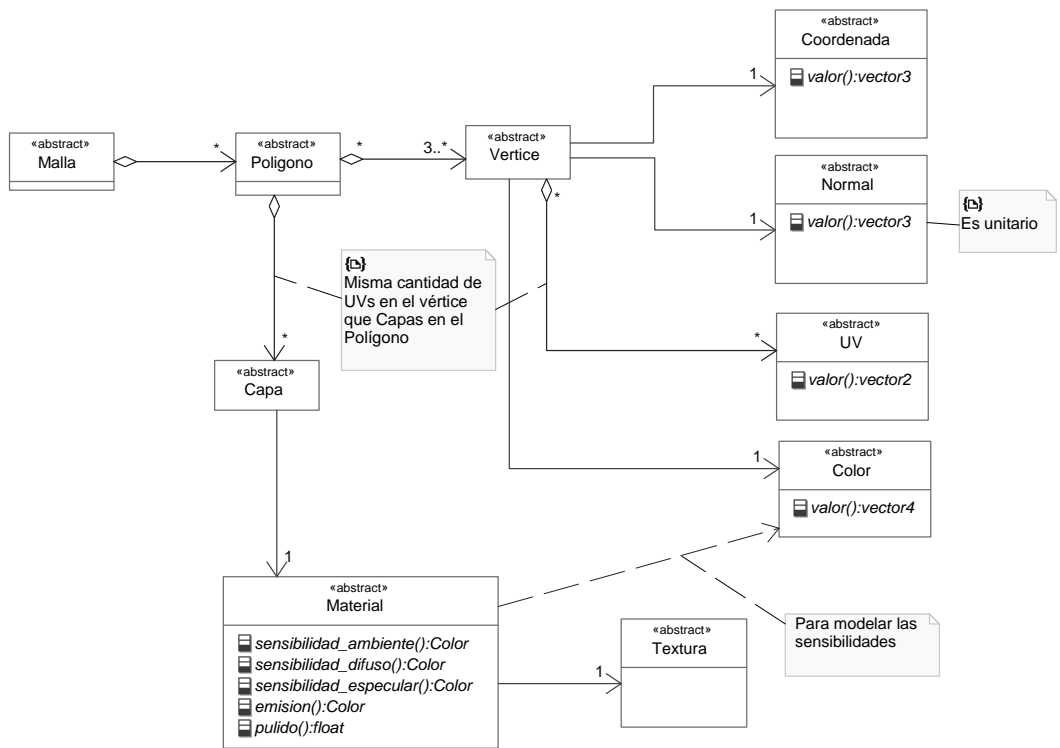 «abstract»
Coordenada
valor():vector3
1
«abstract»
Malla
*
«abstract»
Poligono
*
3..*
«abstract»
Vertice
*
1
«abstract»
Normal
valor():vector3
Es unitario
Misma cantidad de
UVs en el vértice
que Capas en el
Polígono
*
«abstract»
UV
valor():vector2
*
«abstract»
Capa
1
«abstract»
Color
valor():vector4
1
«abstract»
Material
sensibilidad_ambiente():Color
sensibilidad_difuso():Color
sensibilidad_especular():Color
emision():Color
pulido():float
1
«abstract»
Textura
Para modelar las
sensibilidades